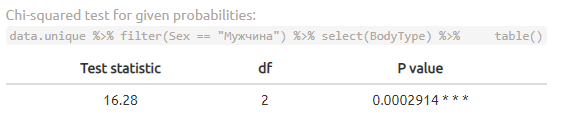 Chi-squared test for given probabilities:
data.unique %>% filter(Sex == "Мужчина") %>% select(BodyType) %>% table()
Test statistic df P value
16.28 2 0.0002914 * * *